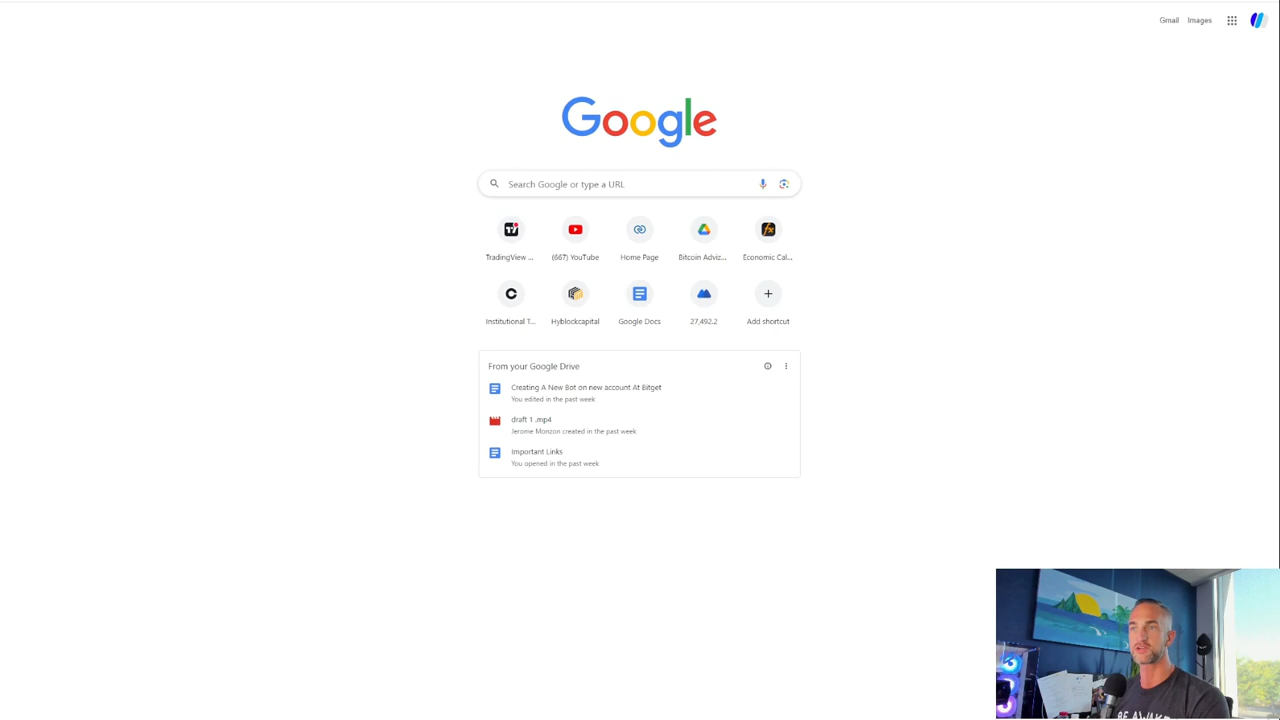 Gmail Images
Google
Search Google or type a URL
TradingView ... (667) YouTube Home Page Bitcoin Adviz... Economic Cal...
Institutional T... Hyblockcapital Google Docs 27,492.2 Add shortcut
From your Google Drive
Creating A New Bot on new account At Bitget
You edited in the past week
draft 1 .mp4
Jerome Monzon created in the past week
Important Links
You opened in the past week
BE AWAKE